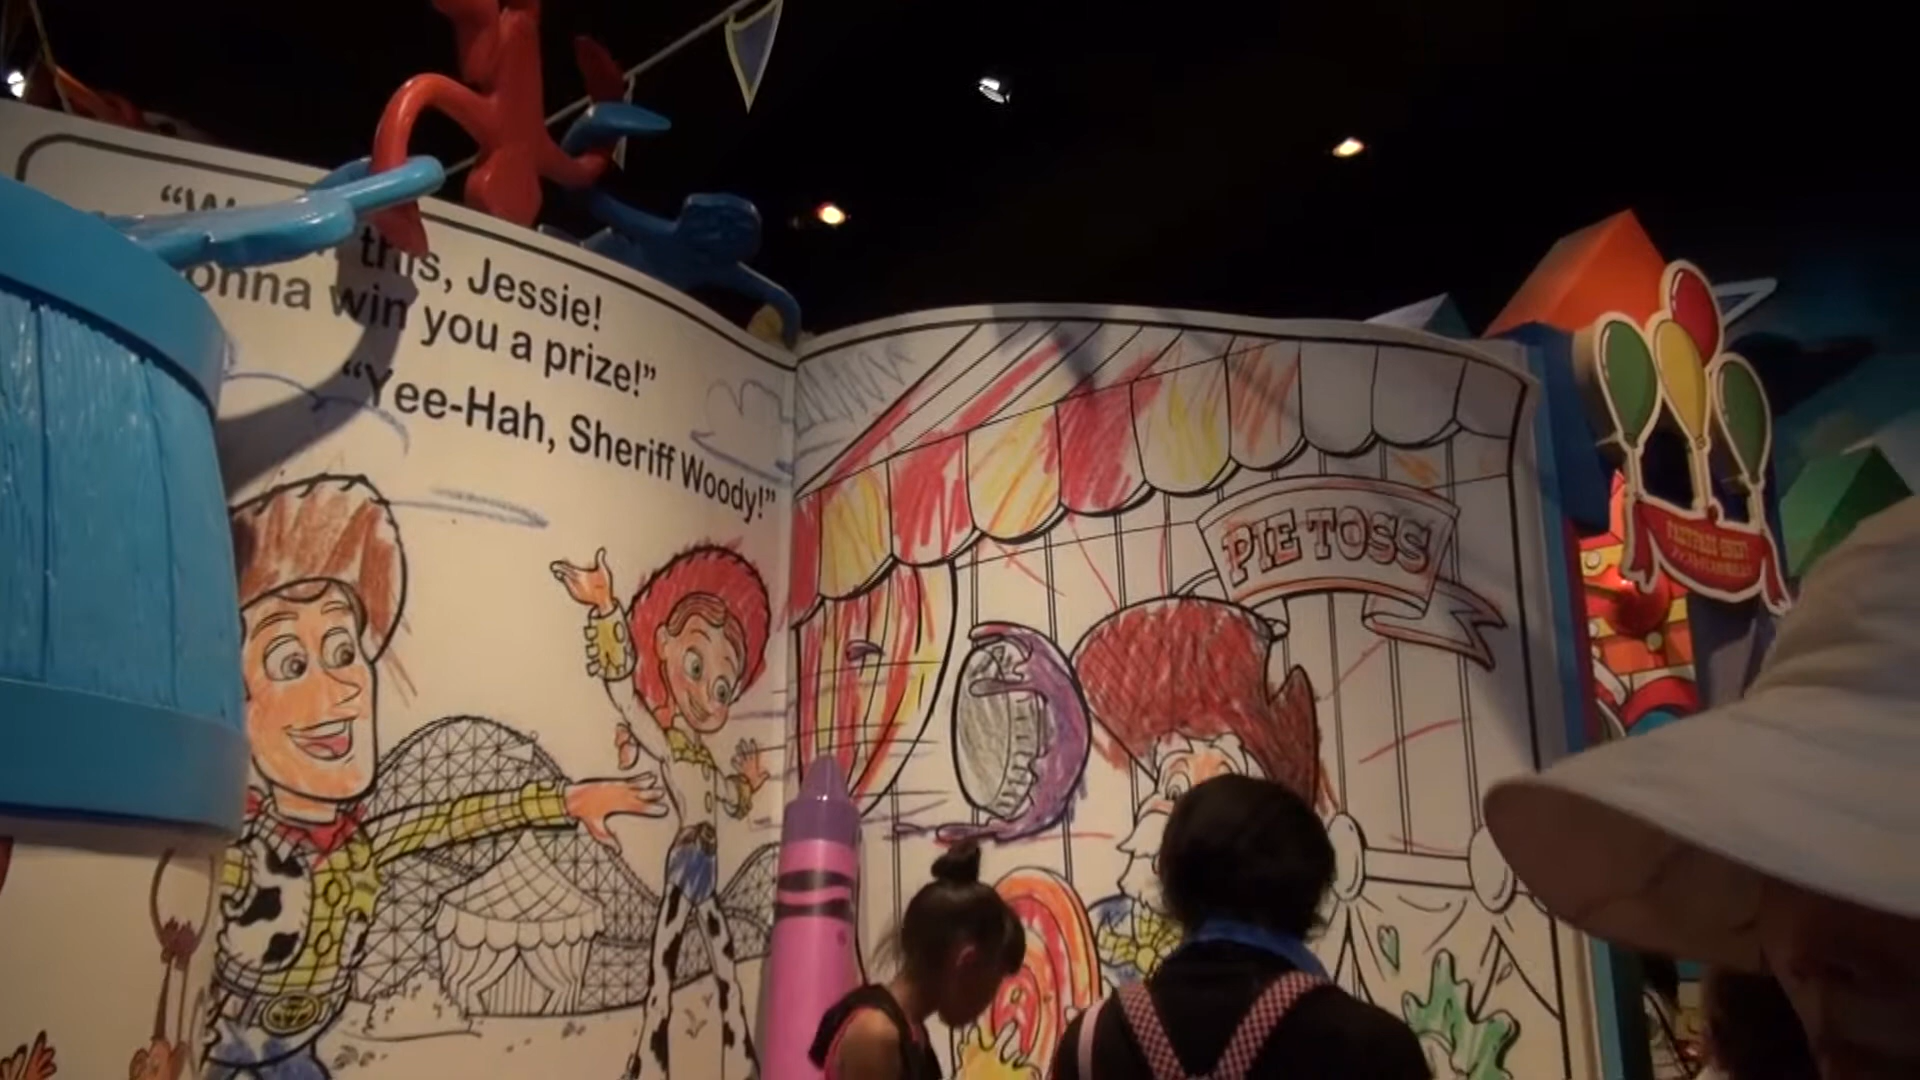 this, Jessie!
onna win you a prize!”
“Yee-Hah, Sheriff Woody!”
PIE TOSS